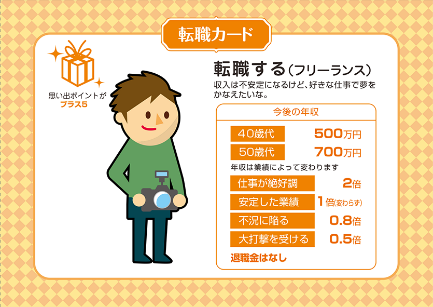 転職カード
思い出ポイントが
プラス5
転職する(フリーランス)
収入は不安定になるけど、好きな仕事で夢を
かなえたいな。
今後の年収
40歳代 500万円
50歳代 700万円
年収は業績によって変わります
仕事が絶好調 2倍
安定した業績 1倍(変わらず)
不況に陥る 0.8倍
大打撃を受ける 0.5倍
退職金はなし